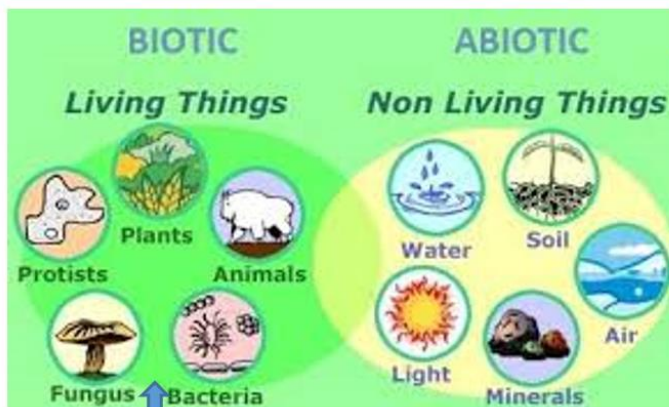 BIOTIC
ABIOTIC
Living Things
Non Living Things
Plants
Protists
Animals
Fungus
Bacteria
Water
Soil
Air
Light
Minerals